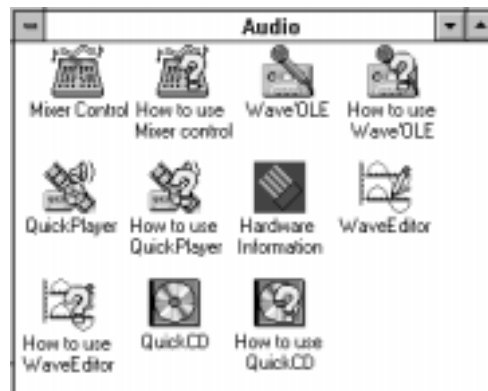 Audio
Mixer Control
How to use
Mixer control
Wave'OLE
How to use
Wave'OLE
QuickPlayer
How to use
QuickPlayer
Hardware
Information
WaveEditor
How to use
WaveEditor
QuickCD
How to use
QuickCD